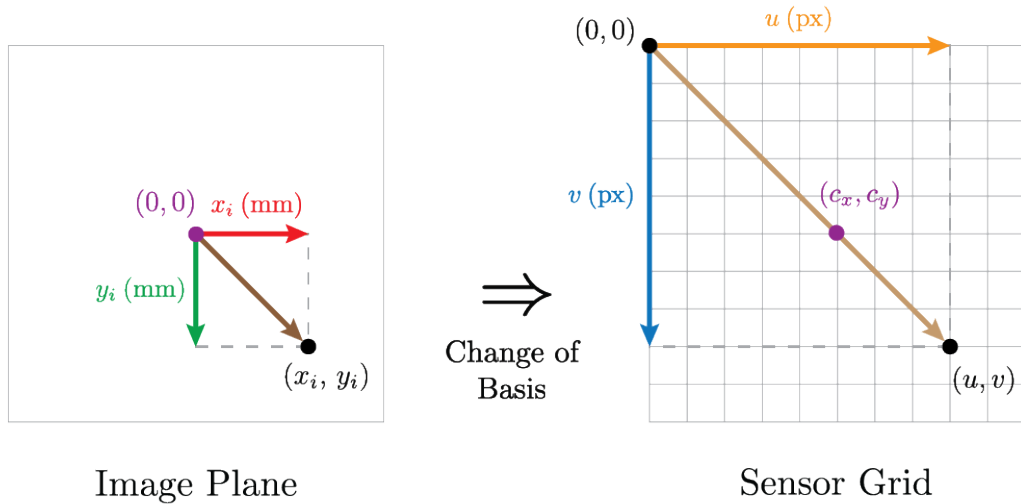 (0, 0)
x_i (mm)
y_i (mm)
(x_i, y_i)
Image Plane
⇒
Change of
Basis
(0, 0)
u (px)
v (px)
(c_x, c_y)
(u, v)
Sensor Grid